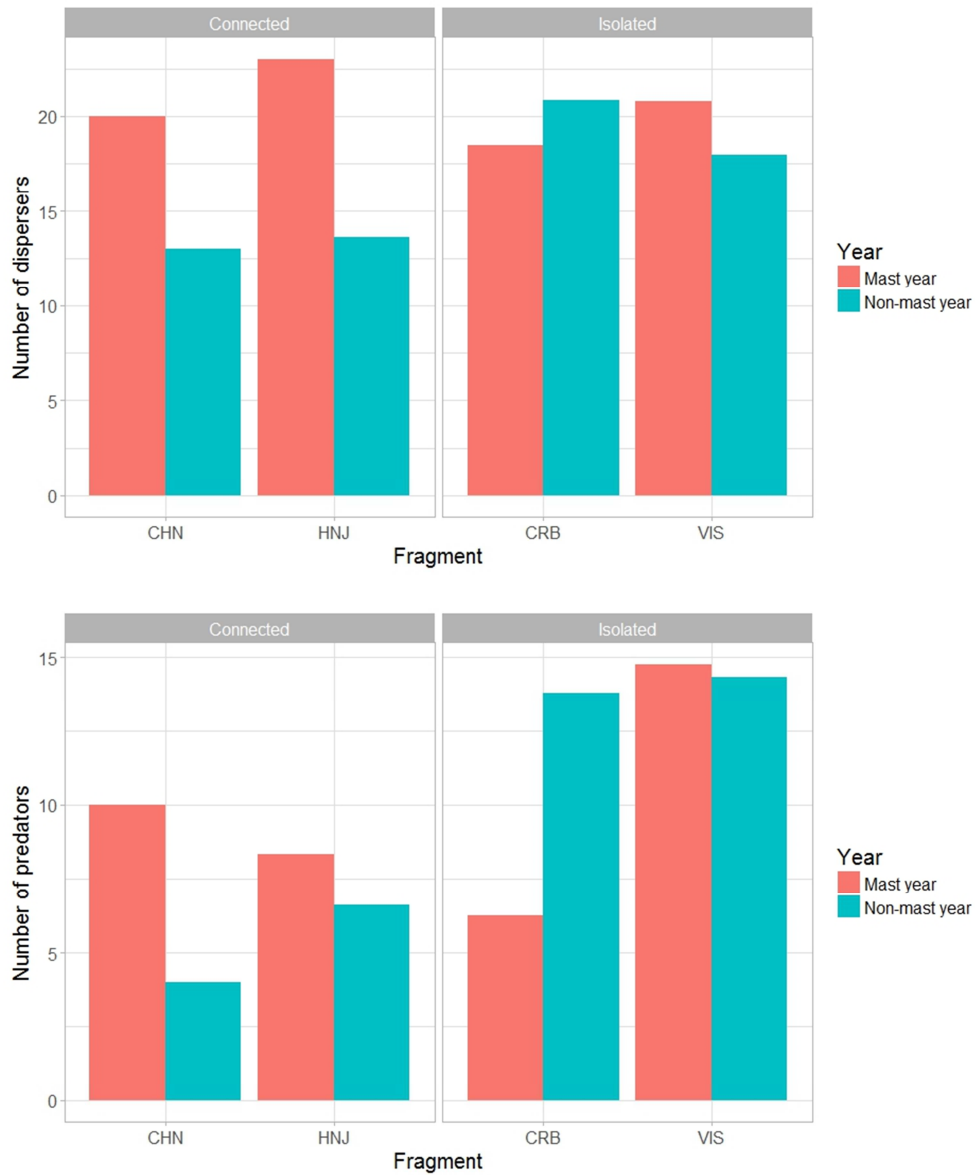 Connected Isolated
Number of dispersers
20
15
10
5
0
CHN HNJ CRB VIS
Fragment
Year
Mast year
Non-mast year
Connected Isolated
Number of predators
15
10
5
0
CHN HNJ CRB VIS
Fragment
Year
Mast year
Non-mast year